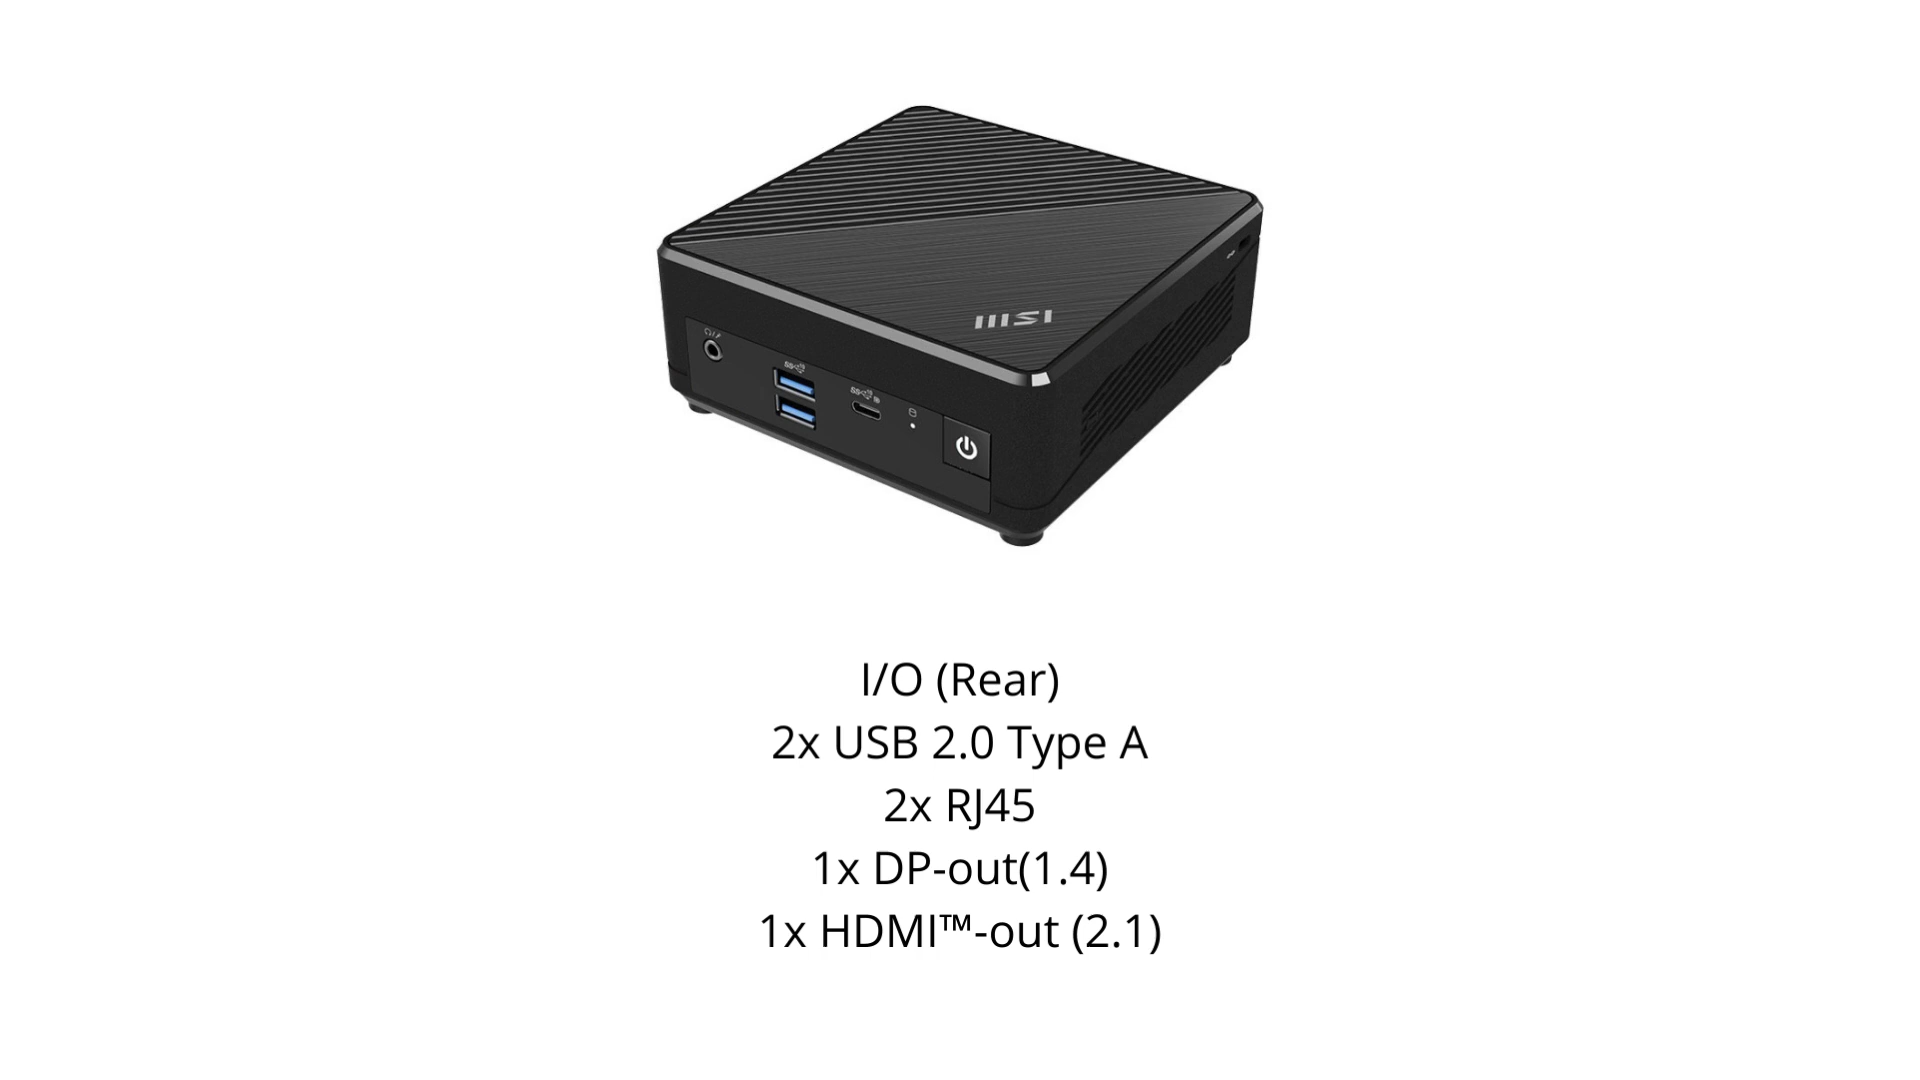 msi
I/O (Rear)
2x USB 2.0 Type A
2x RJ45
1x DP-out(1.4)
1x HDMI™-out (2.1)